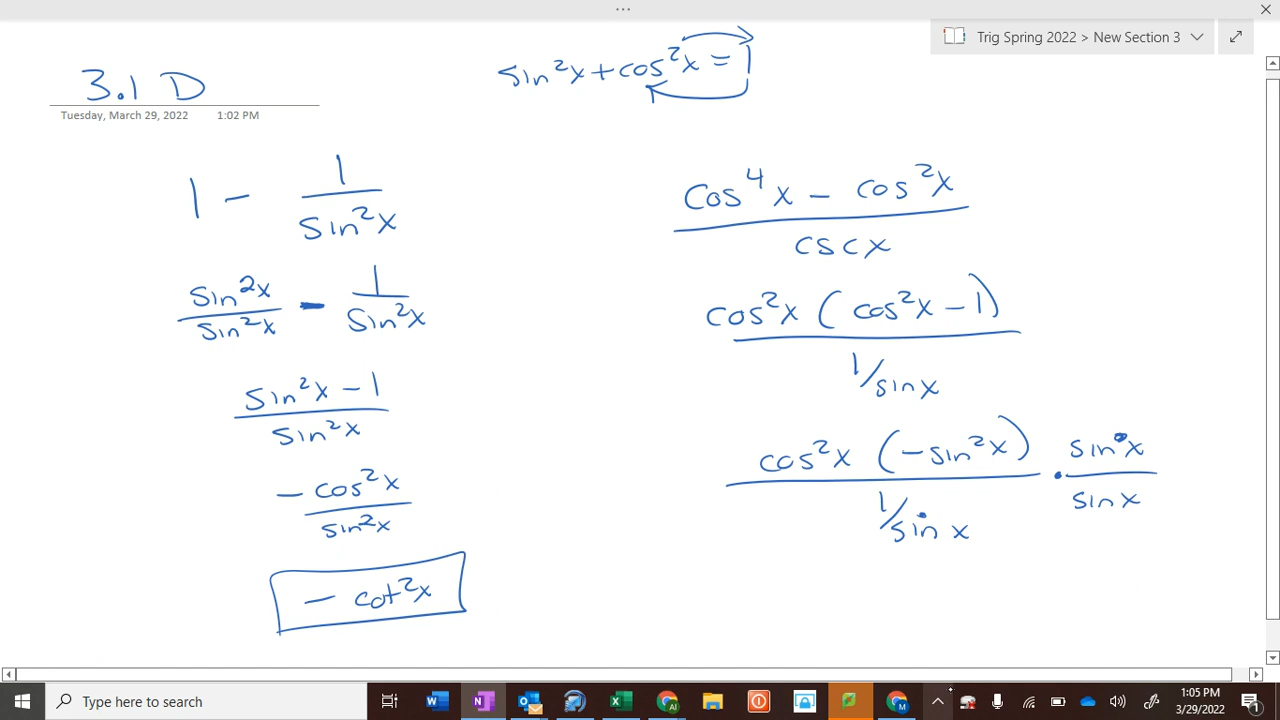 ...
Trig Spring 2022 > New Section 3
sin²x + cos²x = 1
3.1 D
Tuesday, March 29, 2022 1:02 PM
1 - 1/sin²x
sin²x/sin²x - 1/sin²x
(sin²x - 1)/sin²x
- cos²x/sin²x
- cot²x
(cos⁴x - cos²x)/cscx
cos²x (cos²x - 1)/(1/sinx)
cos²x (-sin²x)/(1/sin x) · sin x/sin x
Type here to search
1:05 PM
3/29/2022